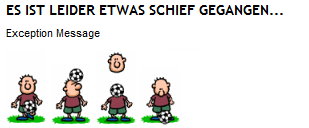 ES IST LEIDER ETWAS SCHIEF GEGANGEN...
Exception Message